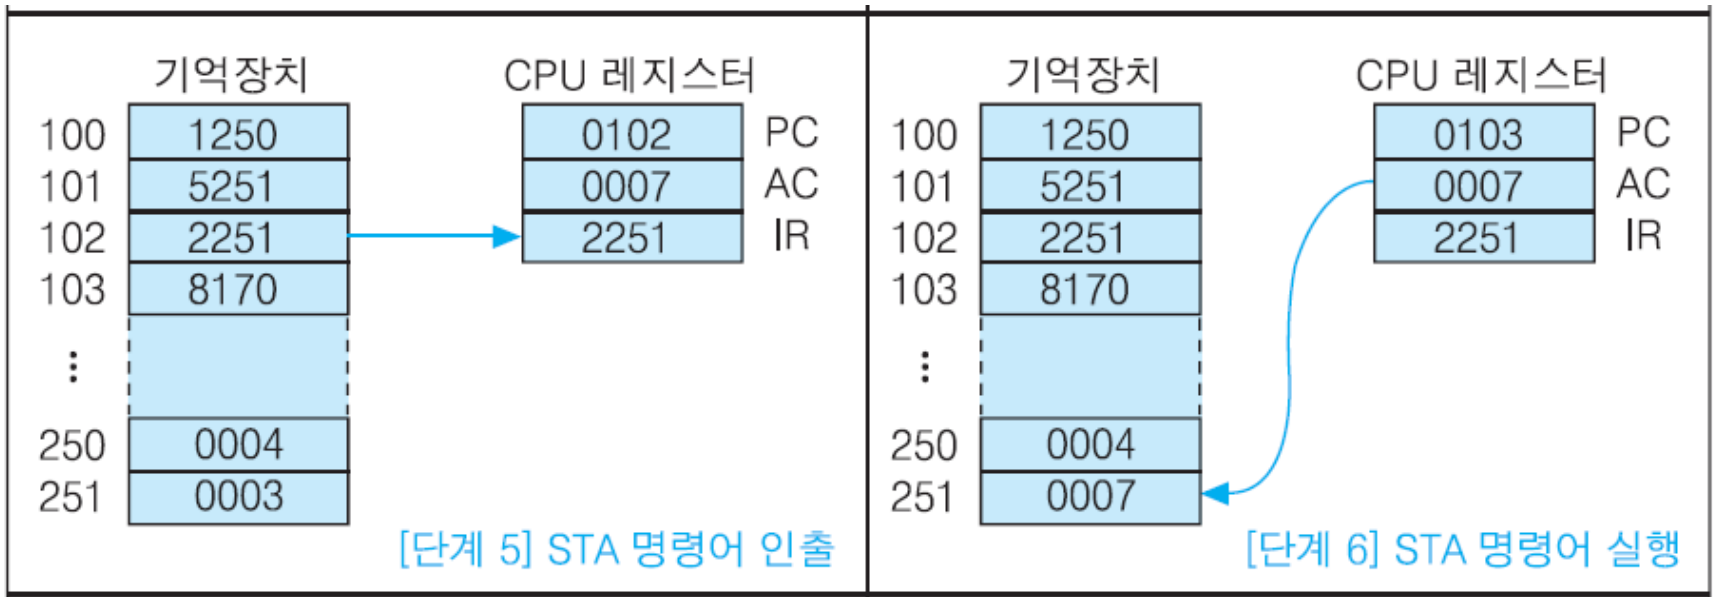 기억장치 CPU 레지스터
100 1250 0102 PC
101 5251 0007 AC
102 2251 2251 IR
103 8170
⋮
250 0004
251 0003
[단계 5] STA 명령어 인출
기억장치 CPU 레지스터
100 1250 0103 PC
101 5251 0007 AC
102 2251 2251 IR
103 8170
⋮
250 0004
251 0007
[단계 6] STA 명령어 실행